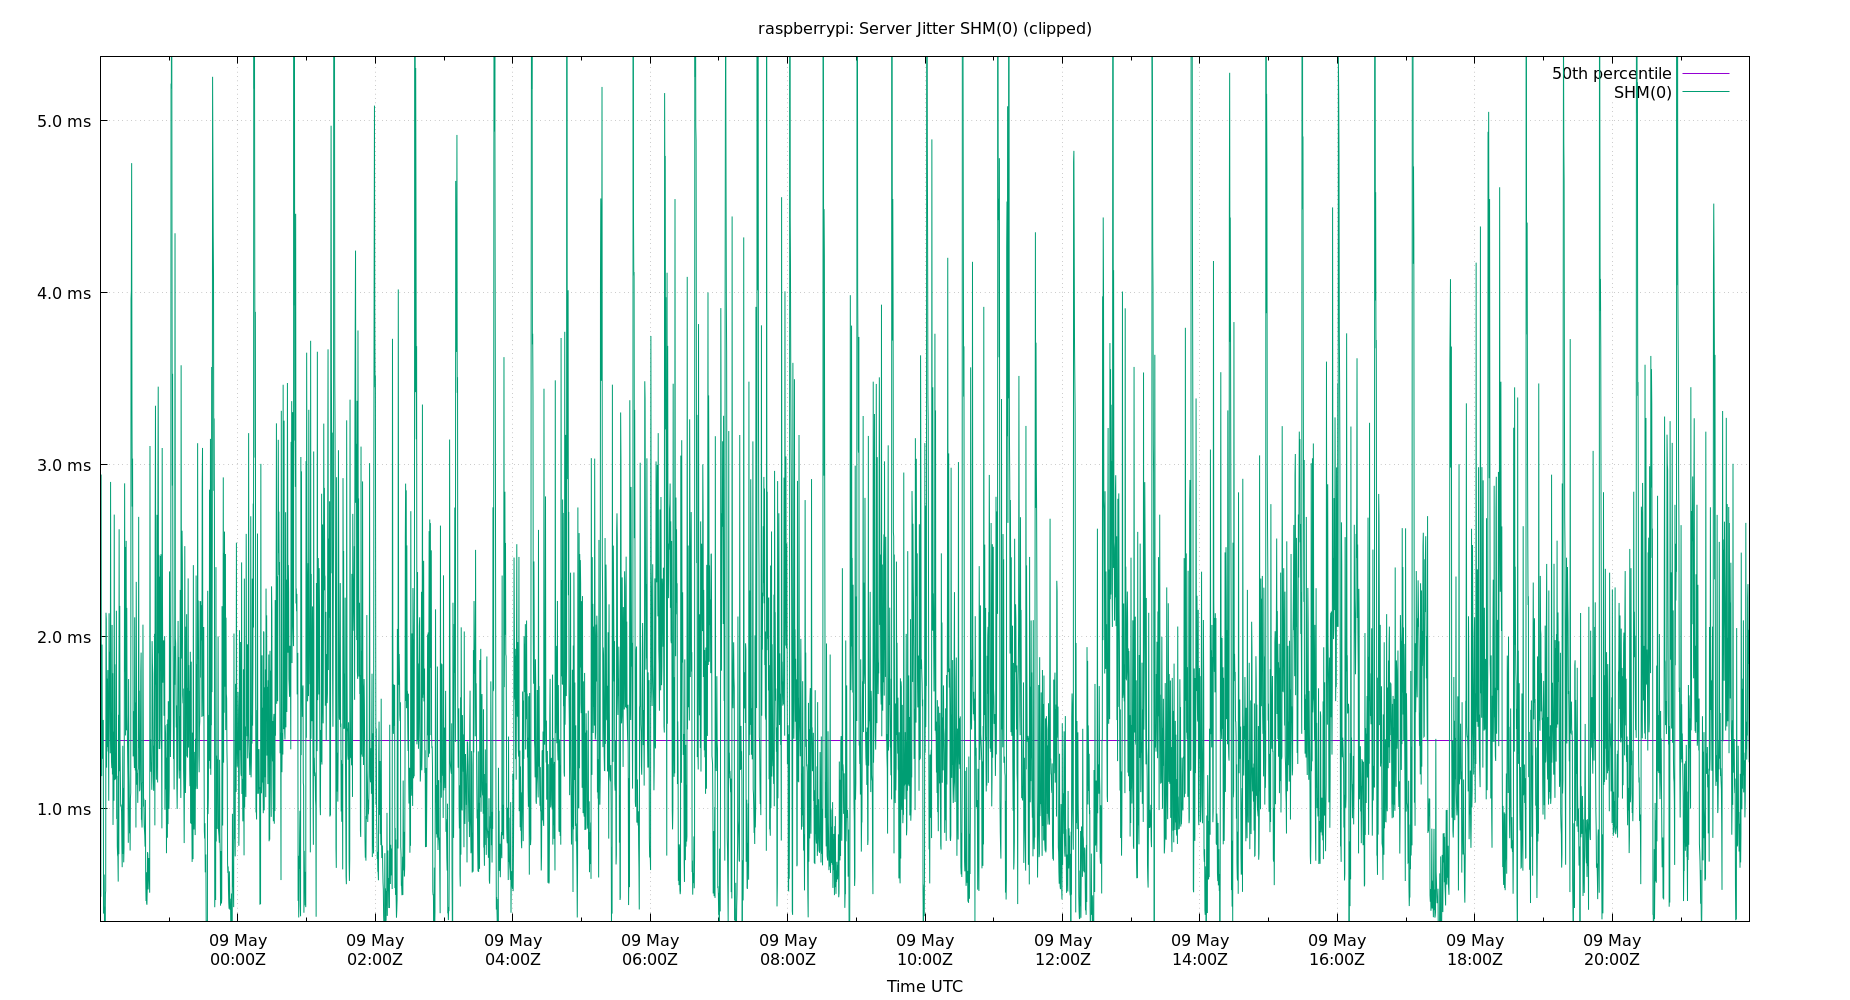 raspberrypi: Server Jitter SHM(0) (clipped)
50th percentile
SHM(0)
5.0 ms
4.0 ms
3.0 ms
2.0 ms
1.0 ms
09 May 09 May 09 May 09 May 09 May 09 May 09 May 09 May 09 May 09 May 09 May
00:00Z 02:00Z 04:00Z 06:00Z 08:00Z 10:00Z 12:00Z 14:00Z 16:00Z 18:00Z 20:00Z
Time UTC